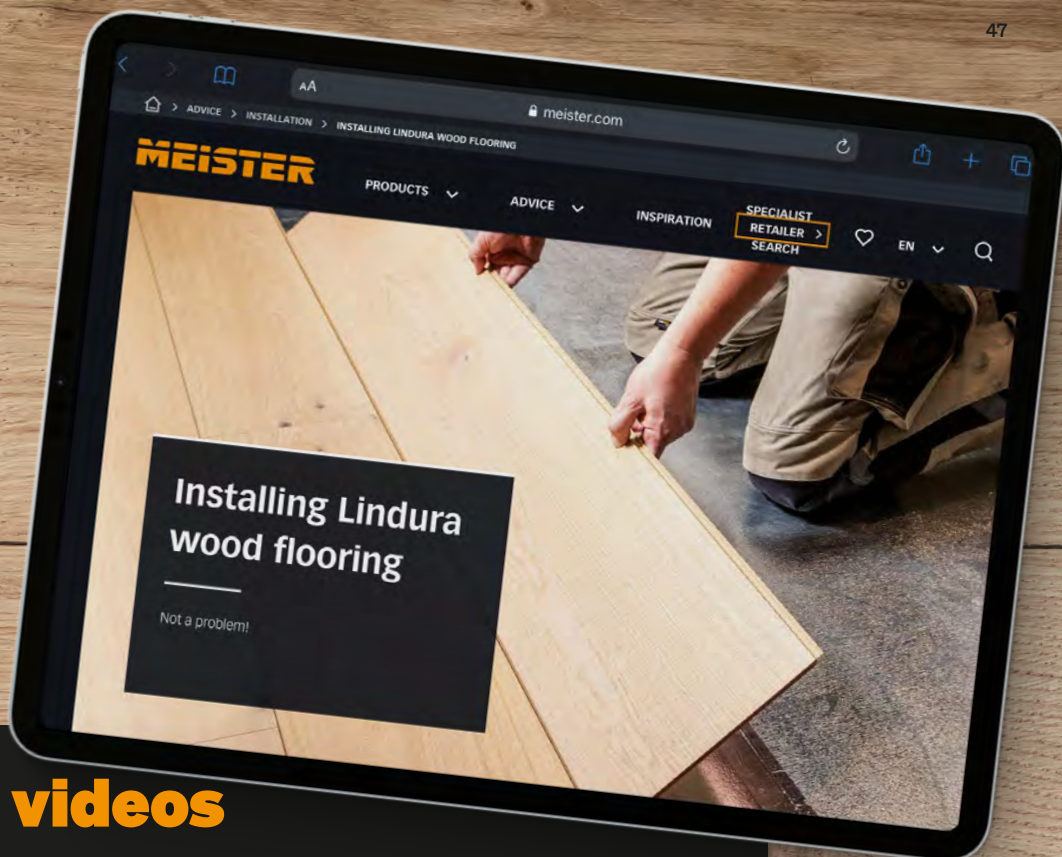 47
AA
meister.com
ADVICE > INSTALLATION > INSTALLING LINDURA WOOD FLOORING
MEiSTER
PRODUCTS
ADVICE
INSPIRATION
SPECIALIST
RETAILER >
SEARCH
EN
Installing Lindura
wood flooring
Not a problem!
videos